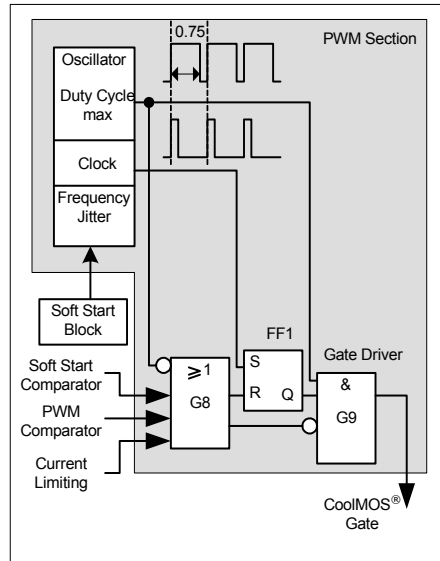 0.75
PWM Section
Oscillator
Duty Cycle
max
Clock
Frequency
Jitter
Soft Start
Block
FF1
Gate Driver
Soft Start
Comparator
PWM
Comparator
Current
Limiting
≥1
G8
S
R
Q
&
G9
CoolMOS®
Gate